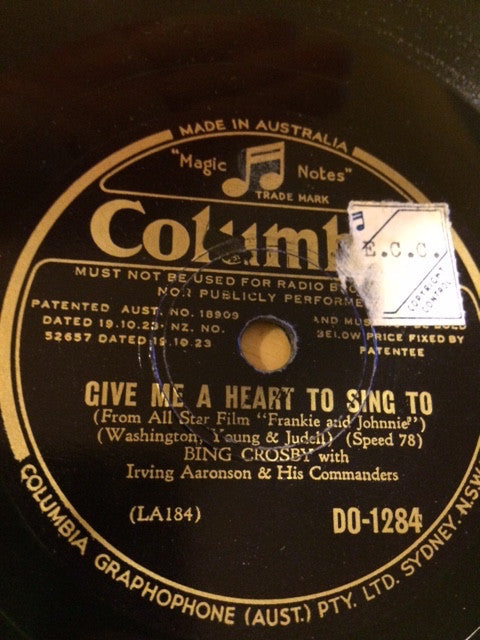 MADE IN AUSTRALIA
"Magic Notes"
TRADE MARK
E.C.C.
COPYRIGHT
CONTROL
MUST NOT BE USED FOR RADIO
NOR PUBLICLY PERFORME
PATENTED AUST. NO. 18909
DATED 19.10.23. NZ. NO.
52657 DATED 19.10.23
AND MUST
BELOW PRICE FIXED BY
PATENTEE
GIVE ME A HEART TO SING TO
(From All Star Film "Frankie and Johnnie")
(Washington, Young & Judell) (Speed 78)
BING CROSBY with
Irving Aaronson & His Commanders
(LA184)
DO-1284
COLUMBIA GRAPHOPHONE (AUST.) PTY. LTD. SYDNEY. N.S.W